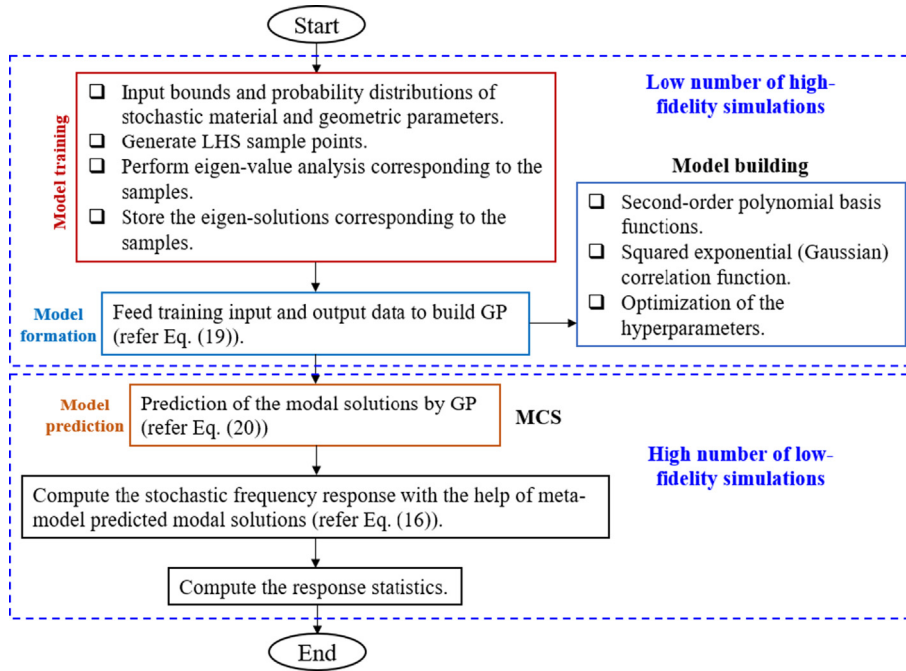 Start
Low number of high-
fidelity simulations
Model training
❑ Input bounds and probability distributions of
stochastic material and geometric parameters.
❑ Generate LHS sample points.
❑ Perform eigen-value analysis corresponding to the
samples.
❑ Store the eigen-solutions corresponding to the
samples.
Model building
❑ Second-order polynomial basis
functions.
❑ Squared exponential (Gaussian)
correlation function.
❑ Optimization of the
hyperparameters.
Model
formation
Feed training input and output data to build GP
(refer Eq. (19)).
Model
prediction
Prediction of the modal solutions by GP
(refer Eq. (20))
MCS
High number of low-
fidelity simulations
Compute the stochastic frequency response with the help of meta-
model predicted modal solutions (refer Eq. (16)).
Compute the response statistics.
End